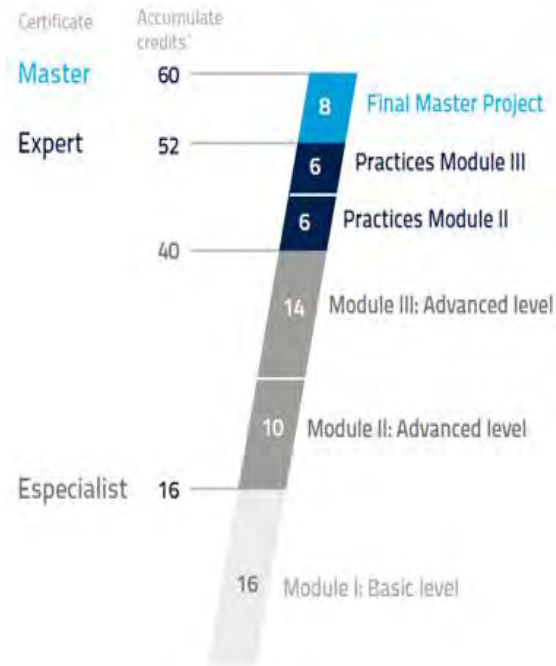 Certificate
Accumulate
credits*
Master
60
8
Final Master Project
Expert
52
6
Practices Module III
6
Practices Module II
40
14
Module III: Advanced level
10
Module II: Advanced level
Especialist
16
16
Module I: Basic level